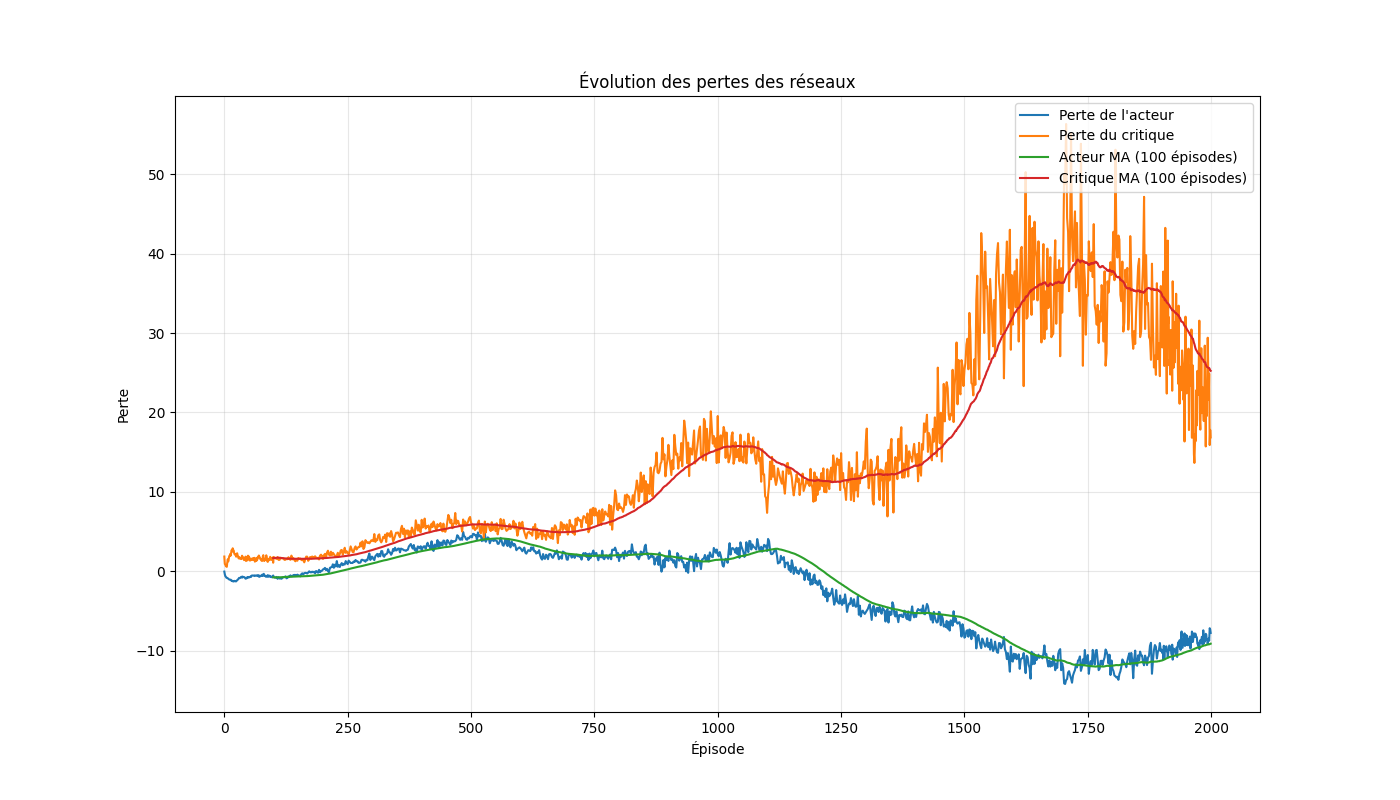 Évolution des pertes des réseaux
Perte de l'acteur
Perte du critique
Acteur MA (100 épisodes)
Critique MA (100 épisodes)
50
40
30
20
10
0
−10
Perte
0 250 500 750 1000 1250 1500 1750 2000
Épisode